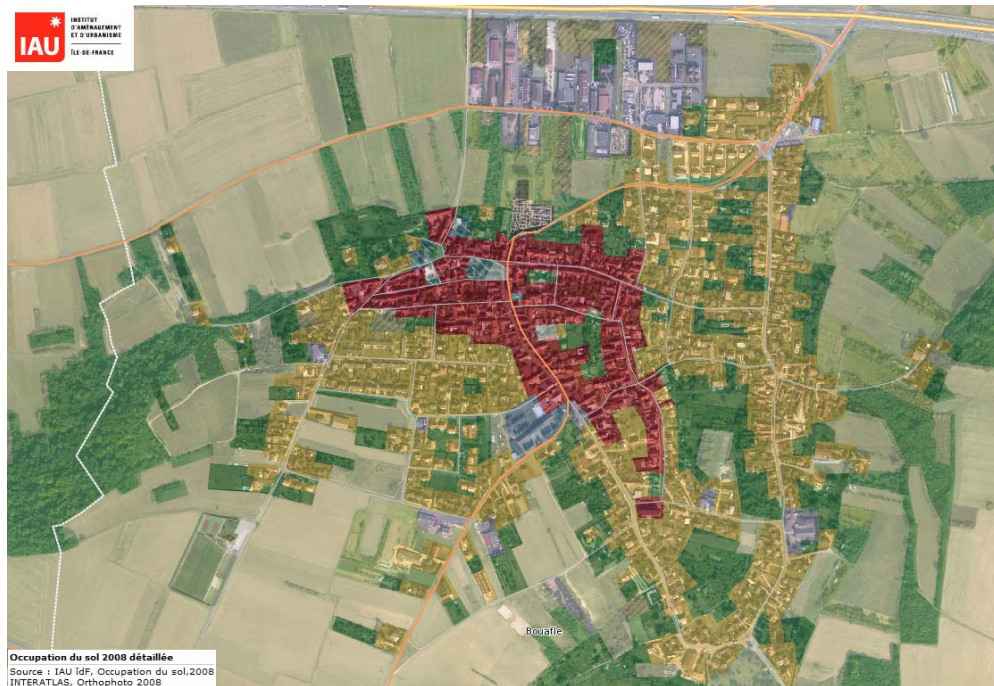 IAU
INSTITUT
D'AMÉNAGEMENT
ET D'URBANISME
ÎLE-DE-FRANCE
Bouafle
Occupation du sol 2008 détaillée
Source : IAU îdF, Occupation du sol,2008
INTERATLAS, Orthophoto 2008